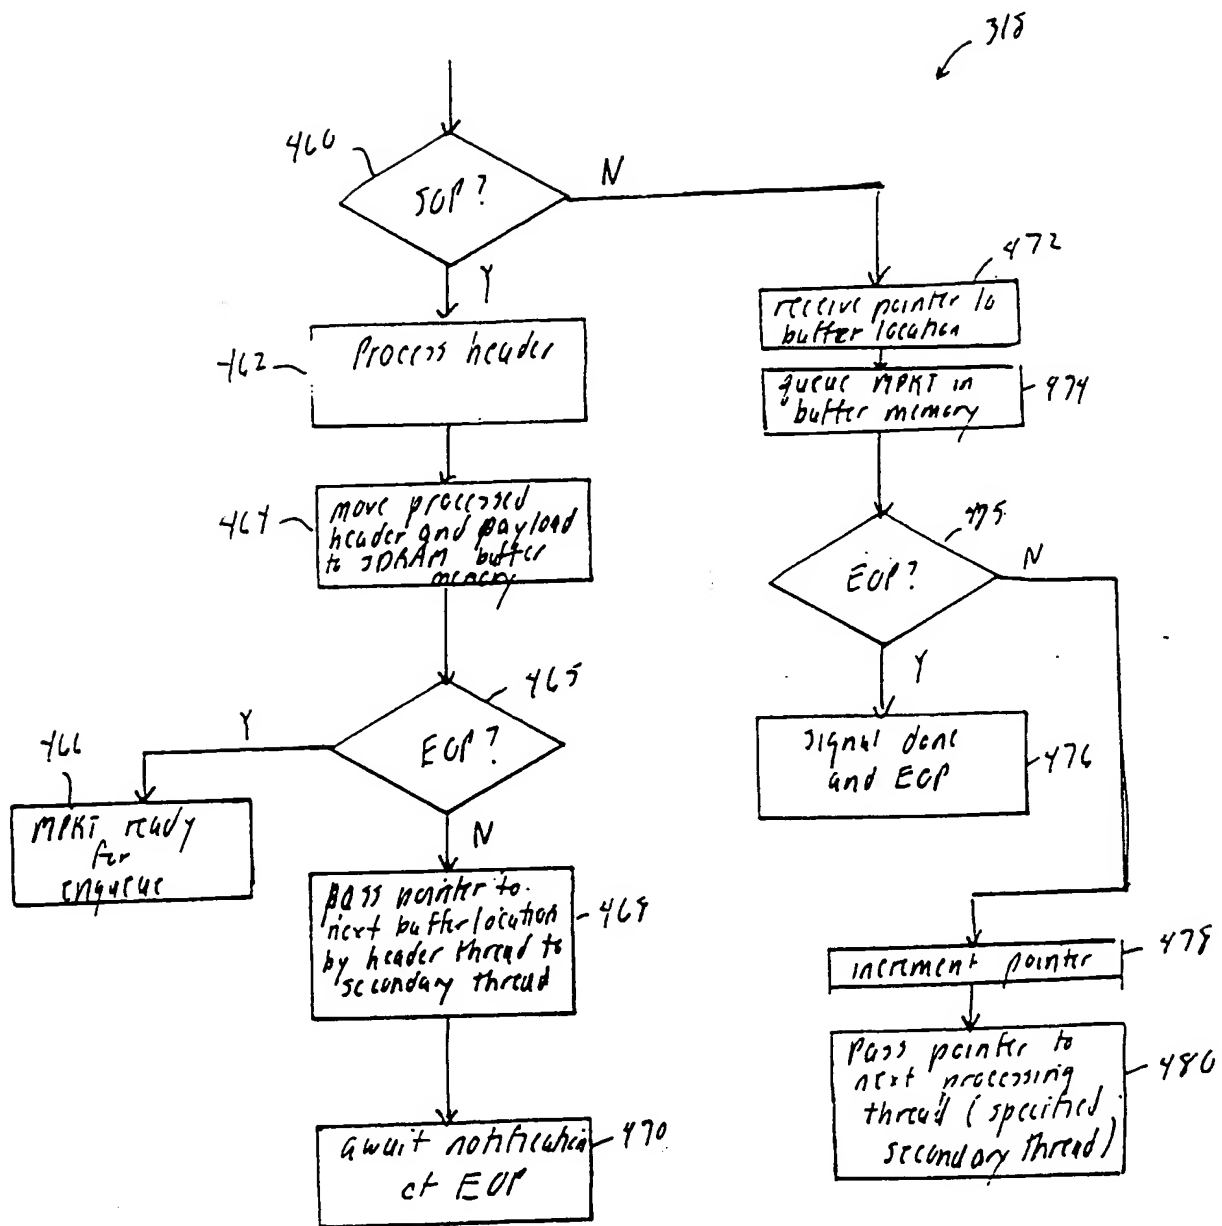 318
460
SOP?
N
Y
462
Process header
464
move processed
header and payload
to SDRAM buffer
memory
465
EOP?
Y
N
466
MPKT ready
for
enqueue
pass pointer to
next buffer location
by header thread to
secondary thread
468
await notification
of EOP
470
472
receive pointer to
buffer location
queue MPKT in
buffer memory
474
475
EOP?
N
Y
signal done
and EOP
476
increment pointer
478
Pass pointer to
next processing
thread (specified
secondary thread)
480